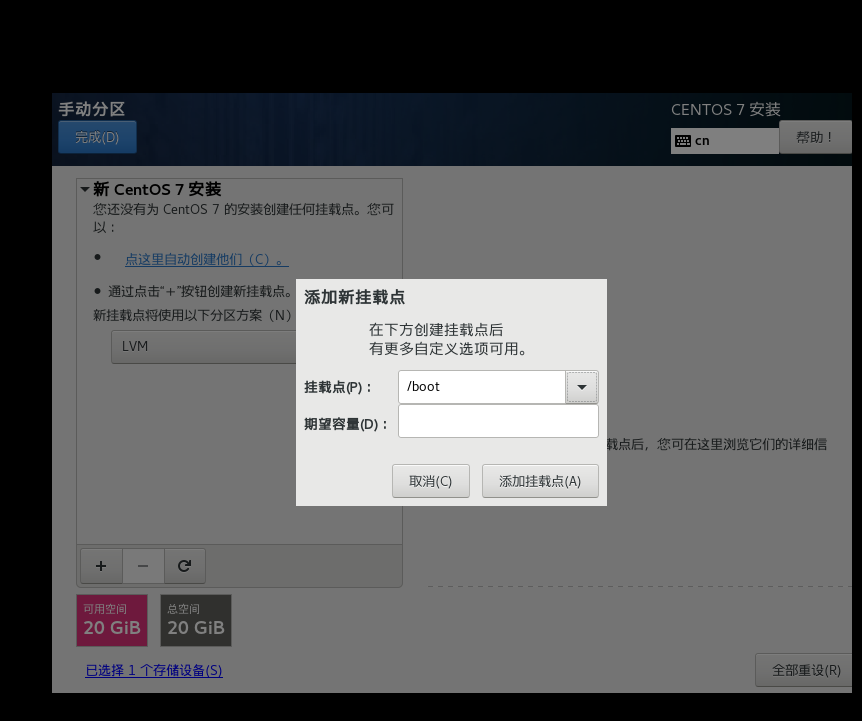 手动分区
完成(D)
CENTOS 7 安装
cn
帮助！
新 CentOS 7 安装
您还没有为 CentOS 7 的安装创建任何挂载点。您可
以：
点这里自动创建他们（C）。
通过点击“+”按钮创建新挂载点。
新挂载点将使用以下分区方案（N）
LVM
添加新挂载点
在下方创建挂载点后
有更多自定义选项可用。
挂载点(P)：
/boot
期望容量(D)：
取消(C)
添加挂载点(A)
载点后，您可在这里浏览它们的详细信
可用空间
20 GiB
总空间
20 GiB
已选择 1 个存储设备(S)
全部重设(R)